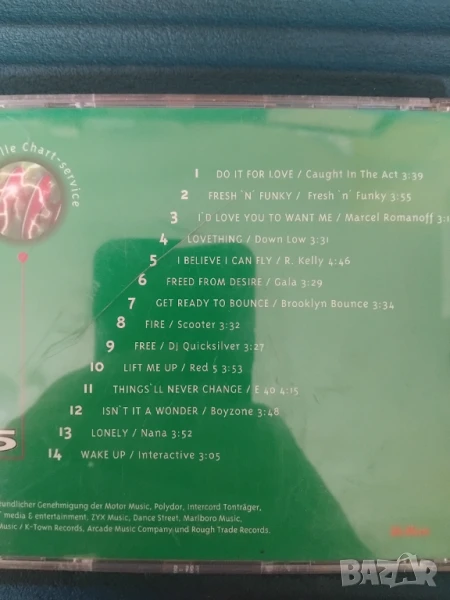 lle Chart-service
1 DO IT FOR LOVE / Caught In The Act 3:39
2 FRESH 'N' FUNKY / Fresh 'n' Funky 3:55
3 I'D LOVE YOU TO WANT ME / Marcel Romanoff
4 LOVETHING / Down Low 3:31
5 I BELIEVE I CAN FLY / R. Kelly 4:46
6 FREED FROM DESIRE / Gala 3:29
7 GET READY TO BOUNCE / Brooklyn Bounce 3:34
8 FIRE / Scooter 3:32
9 FREE / DJ Quicksilver 3:27
10 LIFT ME UP / Red 5 3:53
11 THINGS'LL NEVER CHANGE / E 40 4:15
12 ISN'T IT A WONDER / Boyzone 3:48
13 LONELY / Nana 3:52
14 WAKE UP / Interactive 3:05
5
eundlicher Genehmigung des Motor Music, Polydor, Intercord Tonträger,
media & entertainment, ZYX Music, Dance Street, Marlboro Music,
Music / K-Town Records, Arcade Music Company und Rough Trade Records.
BAZAR